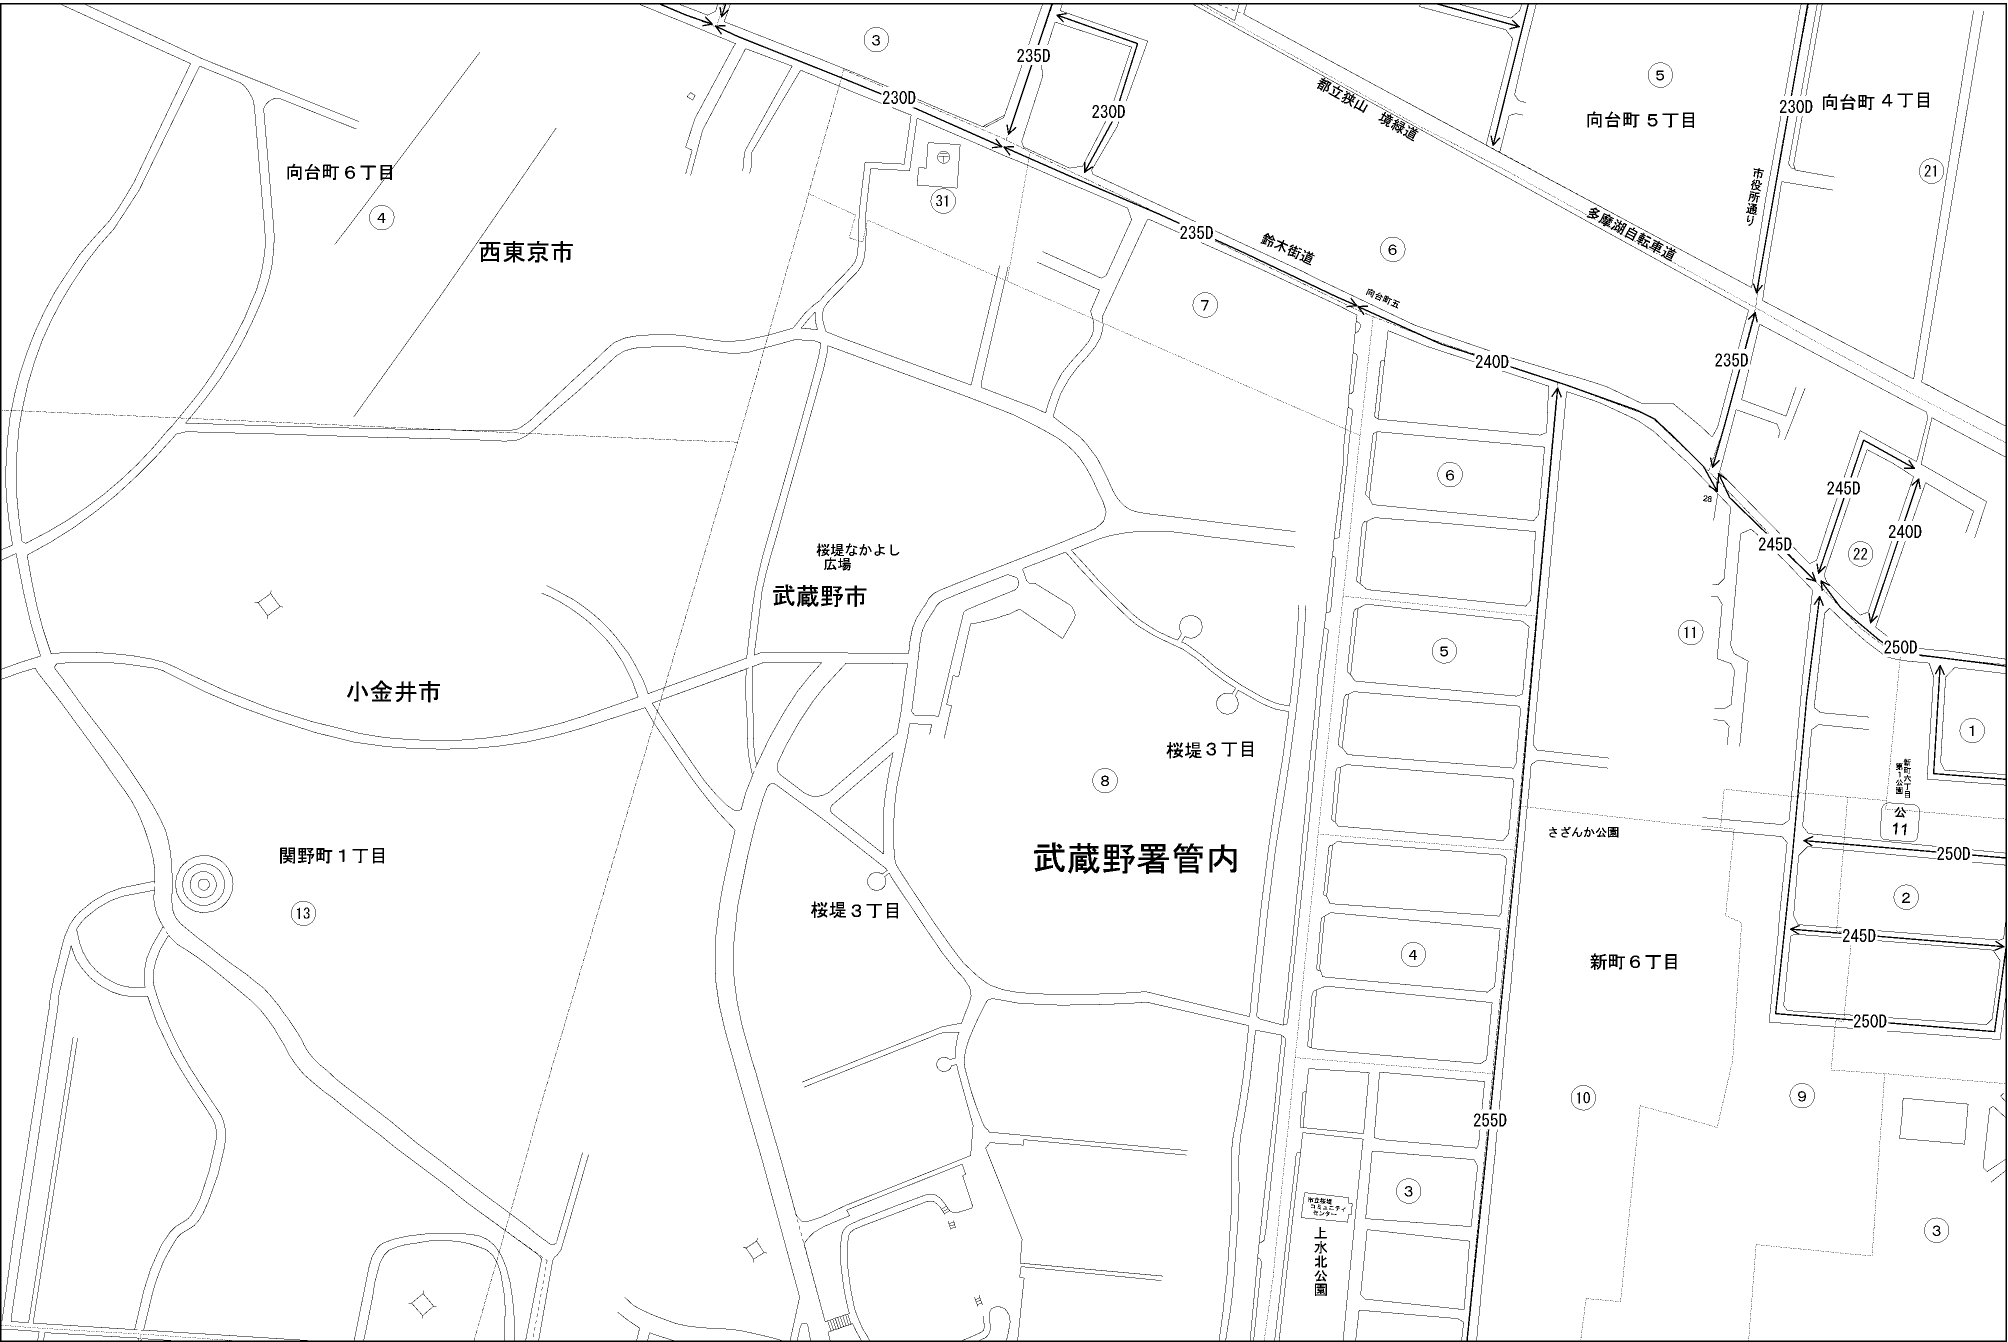 3
235D
230D
230D
都立狭山　境緑道
5
向台町５丁目
230D
向台町４丁目
21
向台町６丁目
4
31
西東京市
235D
鈴木街道
6
市役所通り
多摩湖自転車道
7
向台町五
240D
235D
6
28
245D
245D
240D
22
桜堤なかよし
広場
武蔵野市
11
5
250D
小金井市
桜堤３丁目
1
8
新町六丁目
第１公園
公
11
さざんか公園
関野町１丁目
武蔵野署管内
250D
13
桜堤３丁目
2
4
245D
新町６丁目
250D
10
9
255D
3
市立桜堤
コミュニティ
センター
上水北公園
3